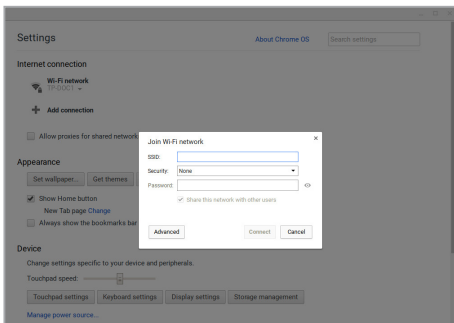 Settings
About Chrome OS
Search settings
Internet connection
Wi-Fi network
TP-DOC1
Add connection
Allow proxies for shared network
Join Wi-Fi network
SSID:
Security: None
Password:
Share this network with other users
Advanced
Connect
Cancel
Appearance
Set wallpaper...
Get themes
Show Home button
New Tab page Change
Always show the bookmarks bar
Device
Change settings specific to your device and peripherals.
Touchpad speed:
Touchpad settings
Keyboard settings
Display settings
Storage management
Manage power source...